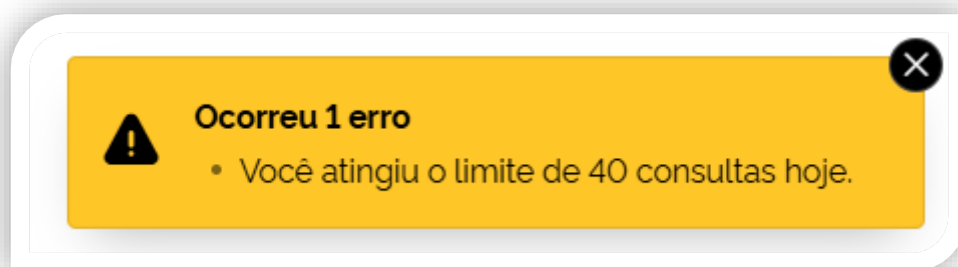 Ocorreu 1 erro
• Você atingiu o limite de 40 consultas hoje.